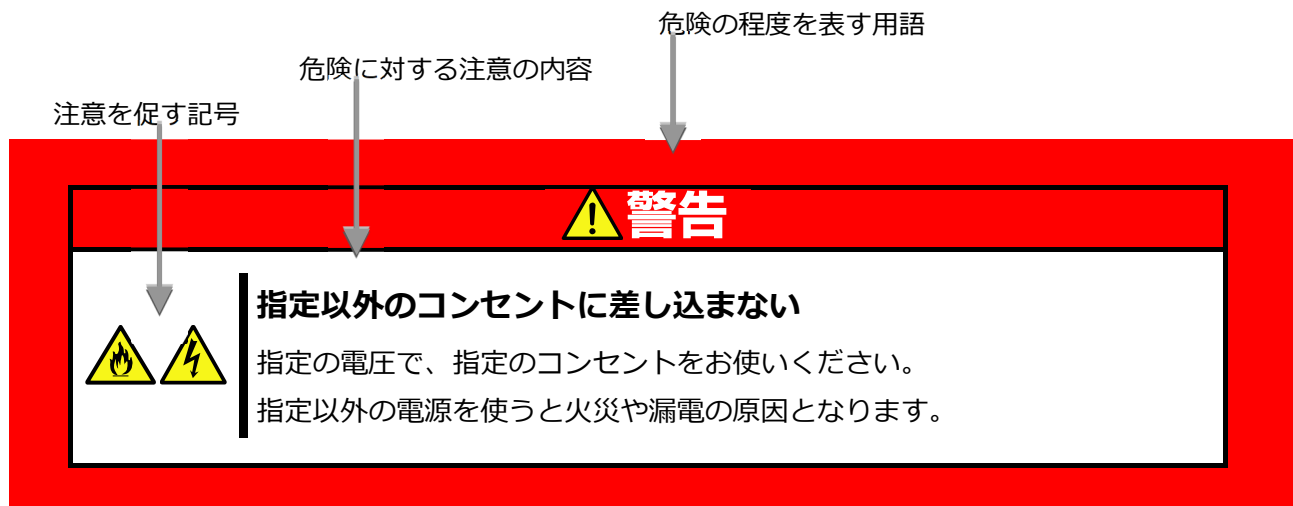 危険の程度を表す用語
危険に対する注意の内容
注意を促す記号
警告
指定以外のコンセントに差し込まない
指定の電圧で、指定のコンセントをお使いください。
指定以外の電源を使うと火災や漏電の原因となります。